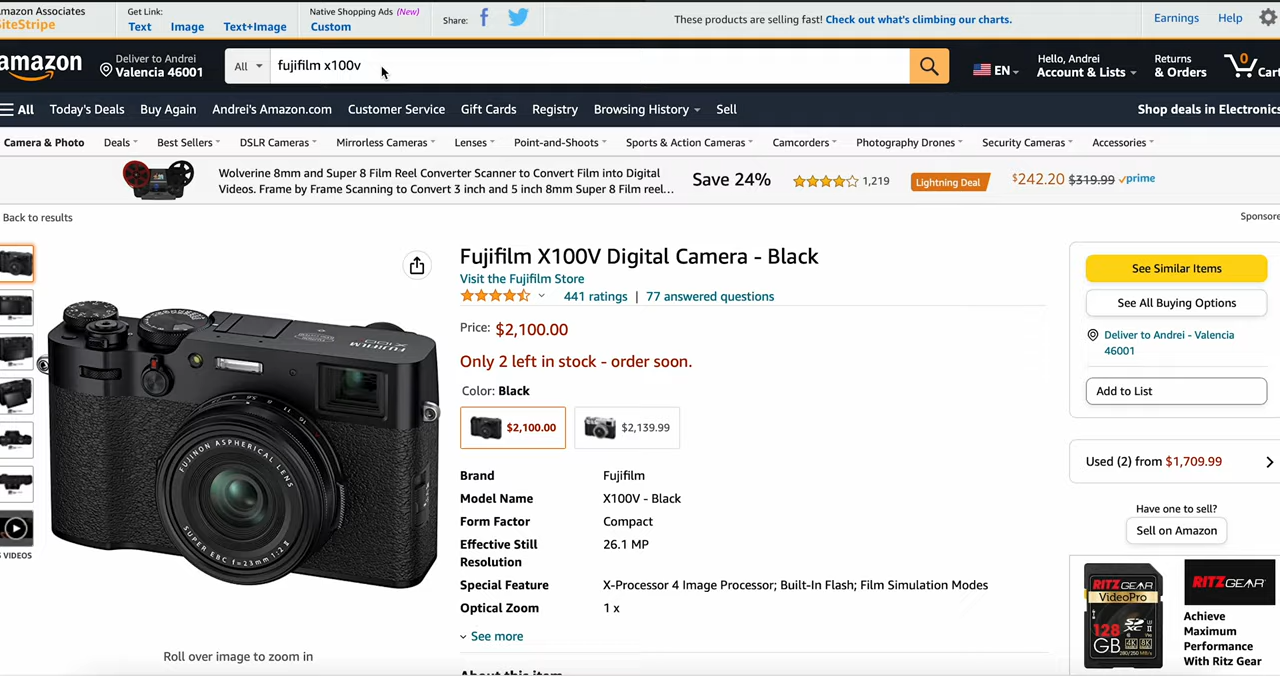 Amazon Associates
SiteStripe
Get Link:
Text Image Text+Image
Native Shopping Ads (New)
Custom
Share:
These products are selling fast! Check out what's climbing our charts.
Earnings Help
amazon
Deliver to Andrei
Valencia 46001
All
fujifilm x100v
EN
Hello, Andrei
Account & Lists
Returns
& Orders
0
Cart
All Today's Deals Buy Again Andrei's Amazon.com Customer Service Gift Cards Registry Browsing History Sell
Shop deals in Electronics
Camera & Photo Deals Best Sellers DSLR Cameras Mirrorless Cameras Lenses Point-and-Shoots Sports & Action Cameras Camcorders Photography Drones Security Cameras Accessories
Wolverine 8mm and Super 8 Film Reel Converter Scanner to Convert Film into Digital
Videos. Frame by Frame Scanning to Convert 3 inch and 5 inch 8mm Super 8 Film reel...
Save 24%
1,219
Lightning Deal
$242.20 $319.99 prime
Back to results
Sponsore
Fujifilm X100V Digital Camera - Black
Visit the Fujifilm Store
441 ratings | 77 answered questions
Price: $2,100.00
Only 2 left in stock - order soon.
Color: Black
$2,100.00
$2,139.99
Brand Fujifilm
Model Name X100V - Black
Form Factor Compact
Effective Still
Resolution
26.1 MP
Special Feature X-Processor 4 Image Processor; Built-In Flash; Film Simulation Modes
Optical Zoom 1 x
See more
About this item
FUJIFILM
X100
FUJINON ASPHERICAL LENS
SUPER EBC f=23mm 1:2 II
VIDEOS
Roll over image to zoom in
See Similar Items
See All Buying Options
Deliver to Andrei - Valencia
46001
Add to List
Used (2) from $1,709.99
Have one to sell?
Sell on Amazon
RITZGEAR
VideoPro
128
GB
RITZGEAR
Achieve
Maximum
Performance
With Ritz Gear